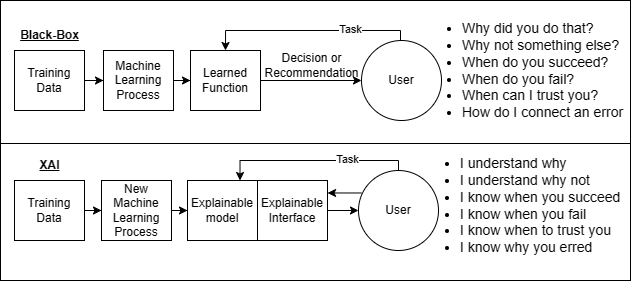 Black-Box
Training
Data
Machine
Learning
Process
Learned
Function
Decision or
Recommendation
Task
User
• Why did you do that?
• Why not something else?
• When do you succeed?
• When do you fail?
• When can I trust you?
• How do I connect an error
XAI
Training
Data
New
Machine
Learning
Process
Explainable
model
Explainable
Interface
Task
User
• I understand why
• I understand why not
• I know when you succeed
• I know when you fail
• I know when to trust you
• I know why you erred